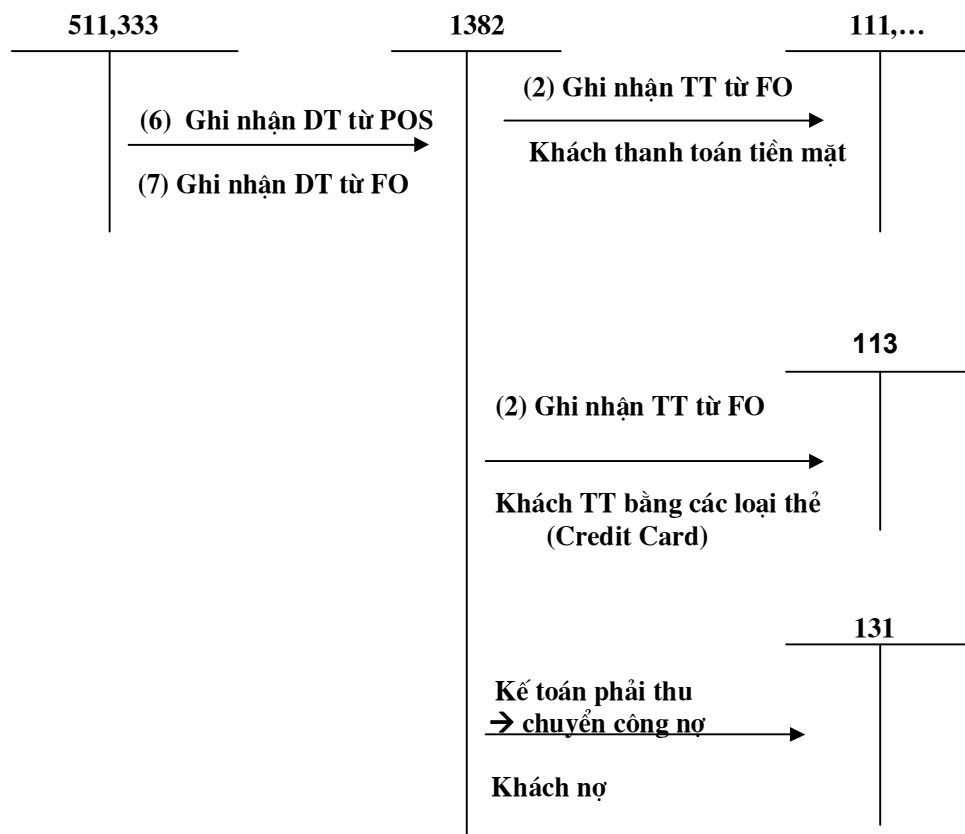 511,333
1382
111,…
(6) Ghi nhận DT từ POS
(7) Ghi nhận DT từ FO
(2) Ghi nhận TT từ FO
Khách thanh toán tiền mặt
113
(2) Ghi nhận TT từ FO
Khách TT bằng các loại thẻ
(Credit Card)
131
Kế toán phải thu
→ chuyển công nợ
Khách nợ